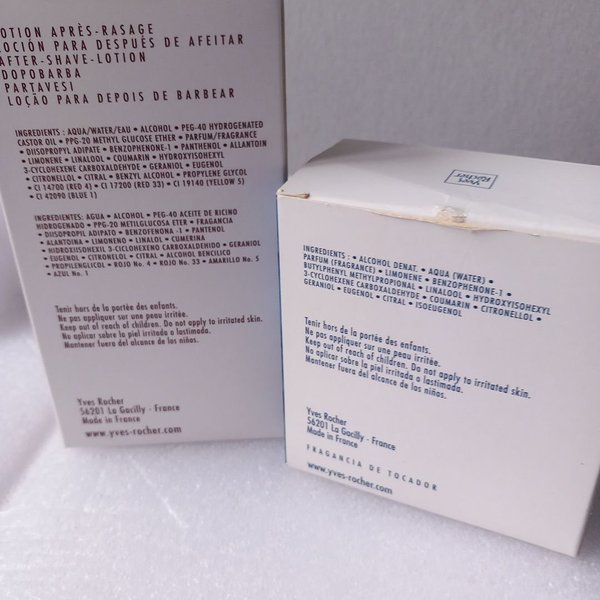 LOTION APRÈS-RASAGE
LOCIÓN PARA DESPUÉS DE AFEITAR
AFTER-SHAVE-LOTION
DOPOBARBA
PARTAVESI
LOÇÃO PARA DEPOIS DE BARBEAR
INGREDIENTS : AQUA/WATER/EAU • ALCOHOL • PEG-40 HYDROGENATED
CASTOR OIL • PPG-20 METHYL GLUCOSE ETHER • PARFUM/FRAGRANCE
• DIISOPROPYL ADIPATE • BENZOPHENONE-1 • PANTHENOL • ALLANTOIN
• LIMONENE • LINALOOL • COUMARIN • HYDROXYISOHEXYL
3-CYCLOHEXENE CARBOXALDEHYDE • GERANIOL • EUGENOL
• CITRONELLOL • CITRAL • BENZYL ALCOHOL • PROPYLENE GLYCOL
• CI 14700 (RED 4) • CI 17200 (RED 33) • CI 19140 (YELLOW 5)
• CI 42090 (BLUE 1)
INGREDIENTES: AGUA • ALCOHOL • PEG-40 ACEITE DE RICINO
HIDROGENADO • PPG-20 METILGLUCOSA ETER • FRAGANCIA
• DIISOPROPIL ADIPATO • BENZOFENONA -1 • PANTENOL
• ALANTOINA • LIMONENO • LINALOL • CUMERINA
• HIDROXIISOHEXIL 3-CICLOHEXENO CARBOXALDEHIDO • GERANIOL
• EUGENOL • CITRONELOL • CITRAL • ALCOHOL BENCILICO
• PROPILENGLICOL • ROJO No. 4 • ROJO No. 33 • AMARILLO No. 5
• AZUL No. 1
Tenir hors de la portée des enfants.
Ne pas appliquer sur une peau irritée.
Keep out of reach of children. Do not apply to irritated skin.
No aplicar sobre la piel irritada o lastimada.
Mantener fuera del alcance de los niños.
Yves Rocher
56201 La Gacilly - France
Made in France
www.yves-rocher.com
Yves
Rocher
INGREDIENTS : • ALCOHOL DENAT. • AQUA (WATER) •
PARFUM (FRAGRANCE) • LIMONENE • BENZOPHENONE-1 •
BUTYLPHENYL METHYLPROPIONAL • LINALOOL • HYDROXYISOHEXYL
3-CYCLOHEXENE CARBOXALDEHYDE • COUMARIN • CITRONELLOL •
GERANIOL • EUGENOL • CITRAL • ISOEUGENOL
Tenir hors de la portée des enfants.
Ne pas appliquer sur une peau irritée.
Keep out of reach of children. Do not apply to irritated skin.
No aplicar sobre la piel irritada o lastimada.
Mantener fuera del alcance de los niños.
Yves Rocher
56201 La Gacilly - France
Made in France
FRAGANCIA DE TOCADOR
www.yves-rocher.com